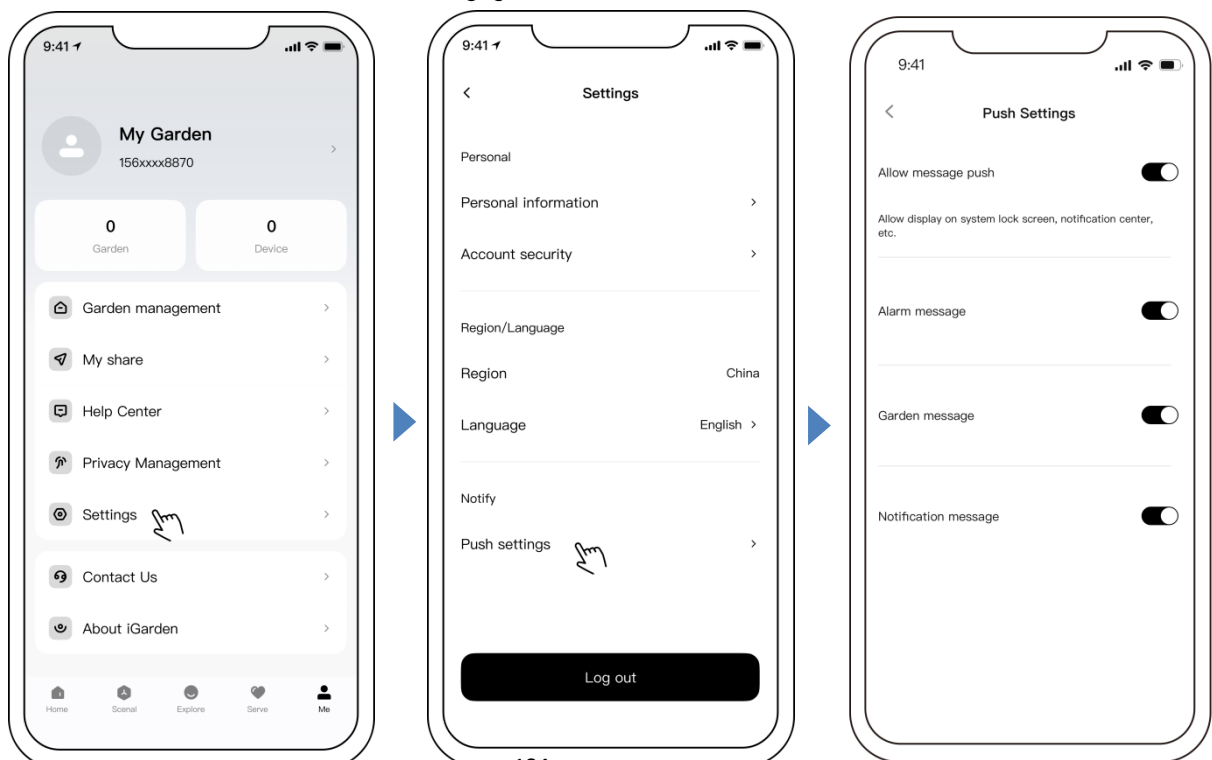 9:41
My Garden
156xxxx8870
0
Garden
0
Device
Garden management
My share
Help Center
Privacy Management
Settings
Contact Us
About iGarden
Home
Scenal
Explore
Serve
Me
9:41
Settings
Personal
Personal information
Account security
Region/Language
Region China
Language English
Notify
Push settings
Log out
9:41
Push Settings
Allow message push
Allow display on system lock screen, notification center,
etc.
Alarm message
Garden message
Notification message